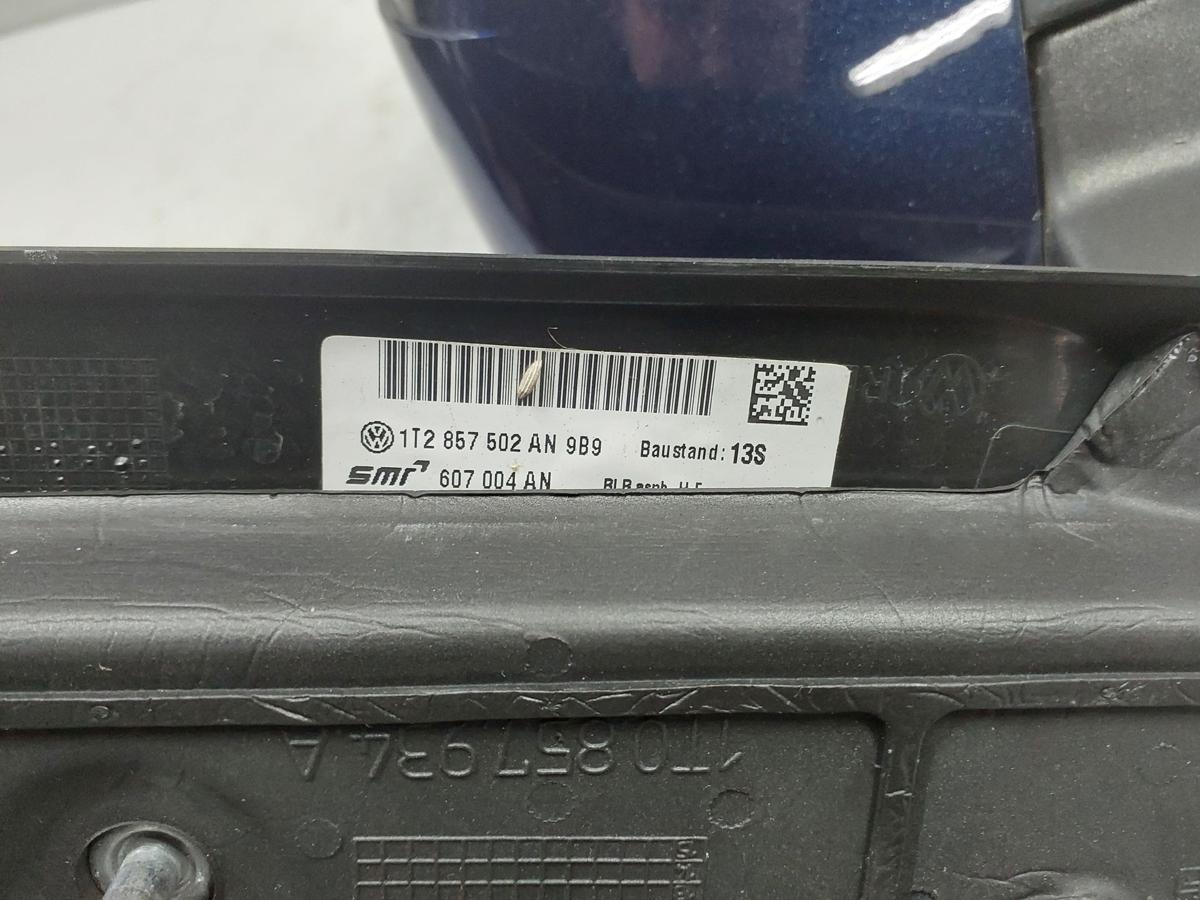 1T2 857 502 AN 9B9 Baustand: 13S
smr 607 004 AN
1T0 857 934 A